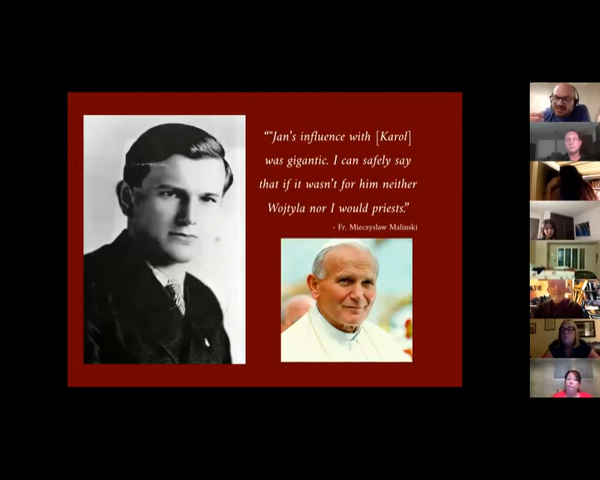 ““Jan's influence with [Karol]
was gigantic. I can safely say
that if it wasn't for him neither
Wojtyla nor I would priests.”
- Fr. Mieczyslaw Malinski